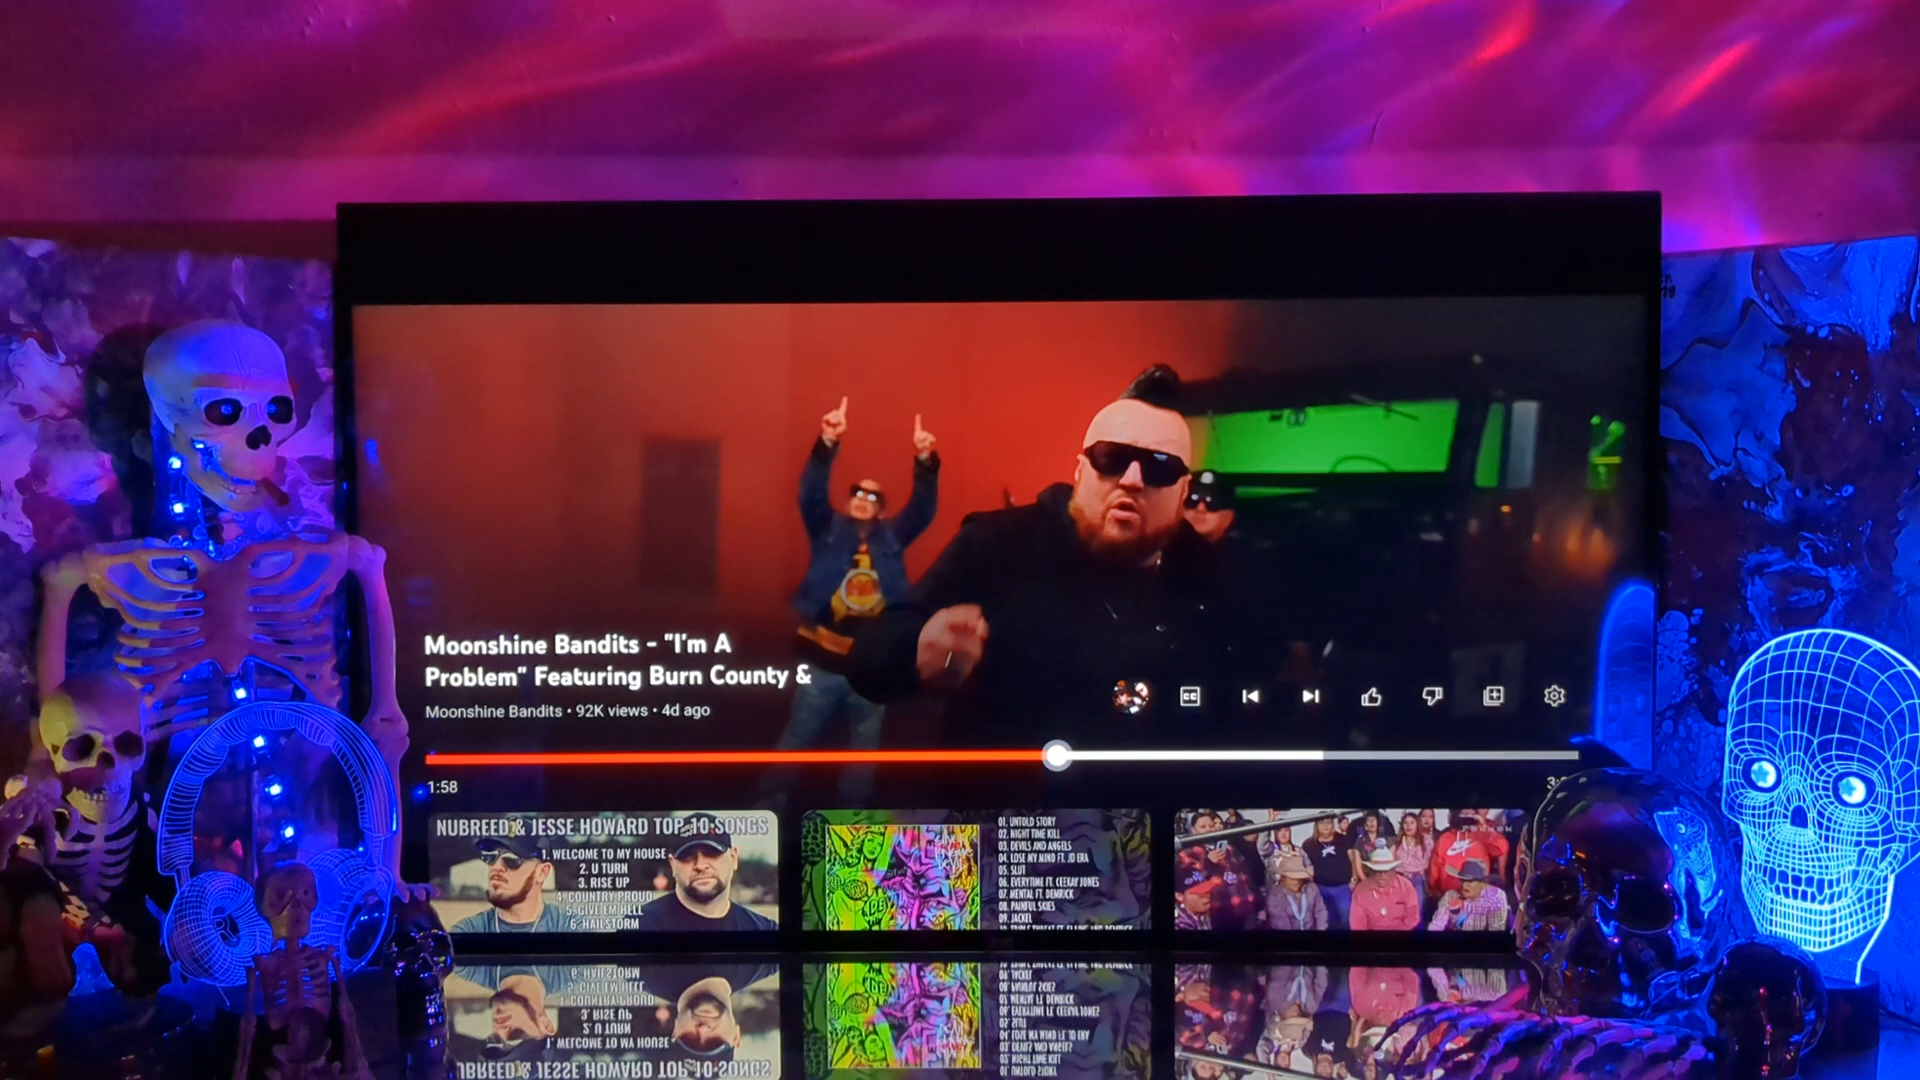 Moonshine Bandits - "I'm A
Problem" Featuring Burn County &
Moonshine Bandits • 92K views • 4d ago
CC
1:58
NUBREED & JESSE HOWARD TOP 10 SONGS
1. WELCOME TO MY HOUSE
2. U TURN
3. RISE UP
4. COUNTRY PROUD
5. GIVE EM HELL
6. HAILSTORM
01. UNTOLD STORY
02. NIGHT TIME KILL
03. DEVILS AND ANGELS
04. LOSE MY MIND FT. JD ERA
05. SLUT
06. EVERYTIME FT. CEEKAY JONES
07. MENTAL FT. DEMRICK
08. PAINFUL SKIES
09. JACKEL